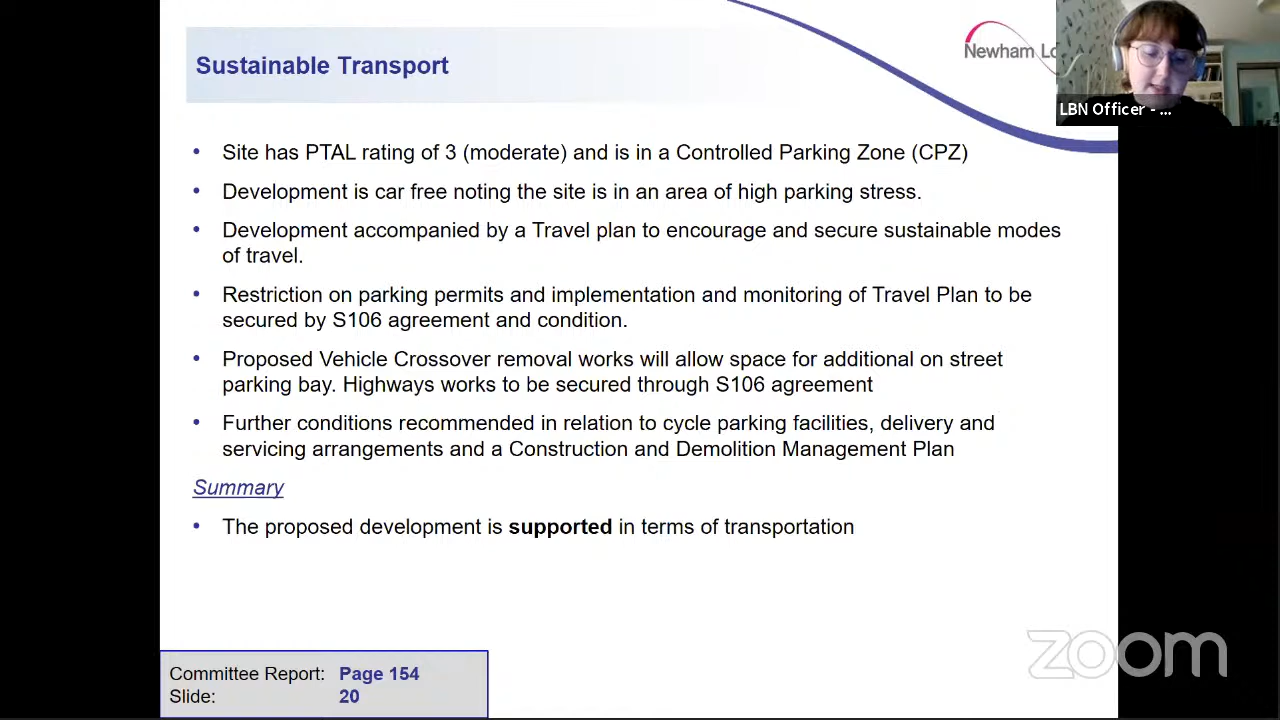 Sustainable Transport
Newham Lo
LBN Officer - ...
• Site has PTAL rating of 3 (moderate) and is in a Controlled Parking Zone (CPZ)
• Development is car free noting the site is in an area of high parking stress.
• Development accompanied by a Travel plan to encourage and secure sustainable modes
of travel.
• Restriction on parking permits and implementation and monitoring of Travel Plan to be
secured by S106 agreement and condition.
• Proposed Vehicle Crossover removal works will allow space for additional on street
parking bay. Highways works to be secured through S106 agreement
• Further conditions recommended in relation to cycle parking facilities, delivery and
servicing arrangements and a Construction and Demolition Management Plan
Summary
• The proposed development is supported in terms of transportation
Committee Report: Page 154
Slide: 20
zoom